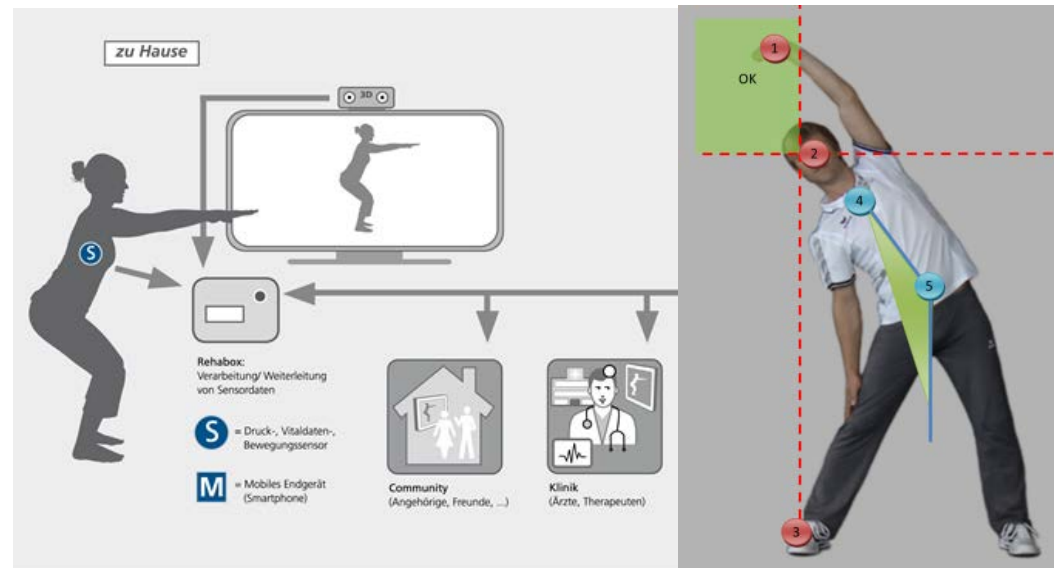 zu Hause
3D
S
Rehabox:
Verarbeitung/ Weiterleitung
von Sensordaten
S = Druck-, Vitaldaten-,
Bewegungssensor
M = Mobiles Endgerät
(Smartphone)
Community
(Angehörige, Freunde, ...)
Klinik
(Ärzte, Therapeuten)
1
OK
2
4
5
3